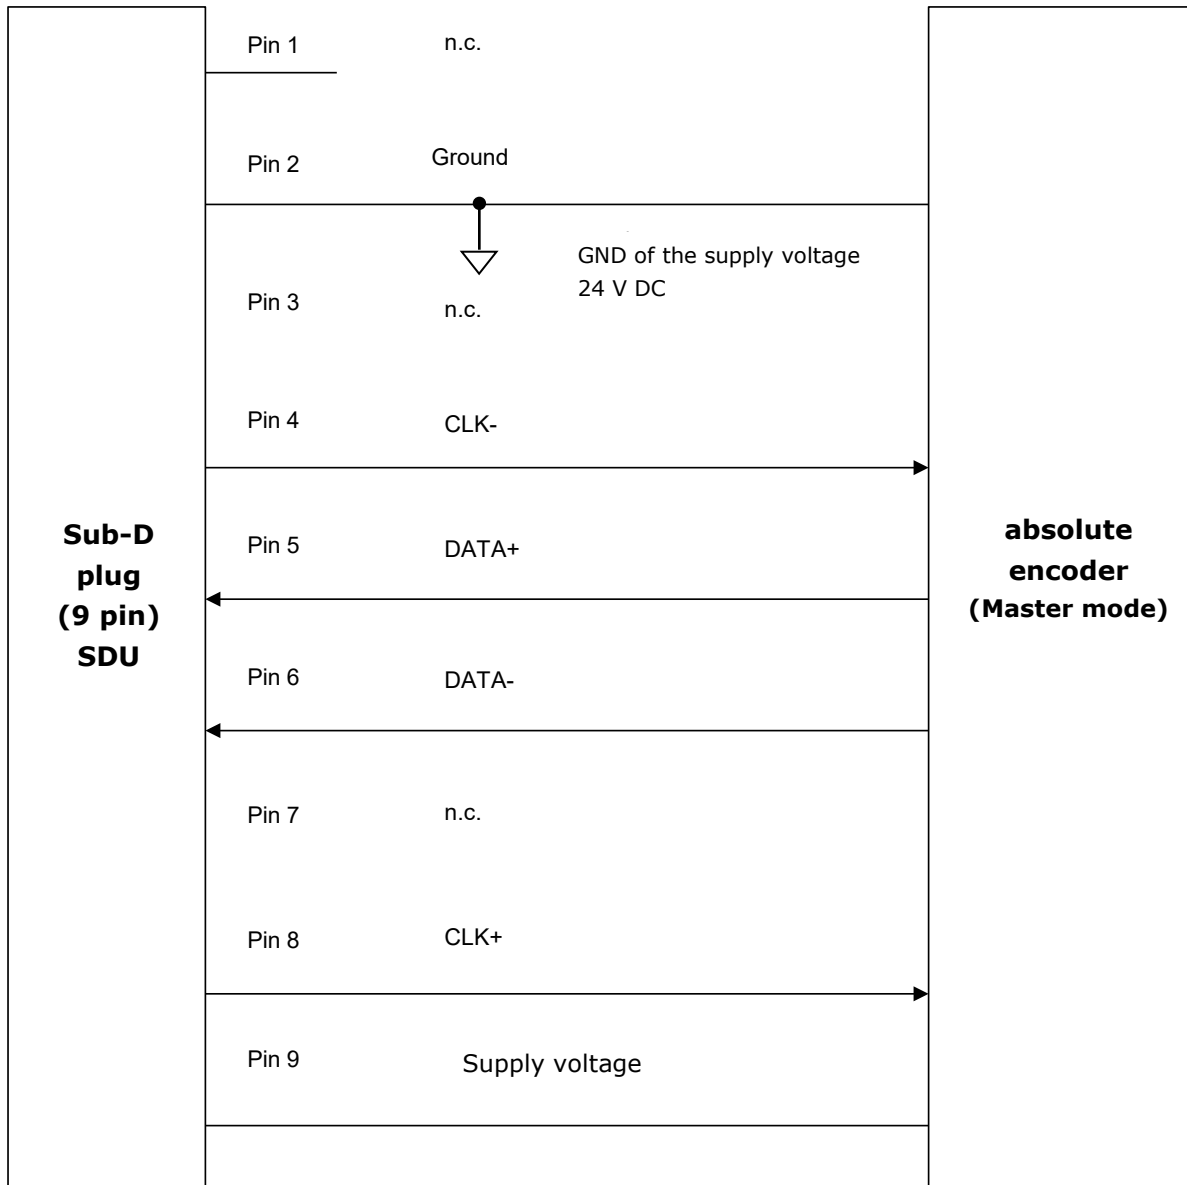 Pin 1 n.c.
Pin 2 Ground
GND of the supply voltage
24 V DC
Pin 3 n.c.
Pin 4 CLK-
Sub-D
plug
(9 pin)
SDU
Pin 5 DATA+
absolute
encoder
(Master mode)
Pin 6 DATA-
Pin 7 n.c.
Pin 8 CLK+
Pin 9 Supply voltage